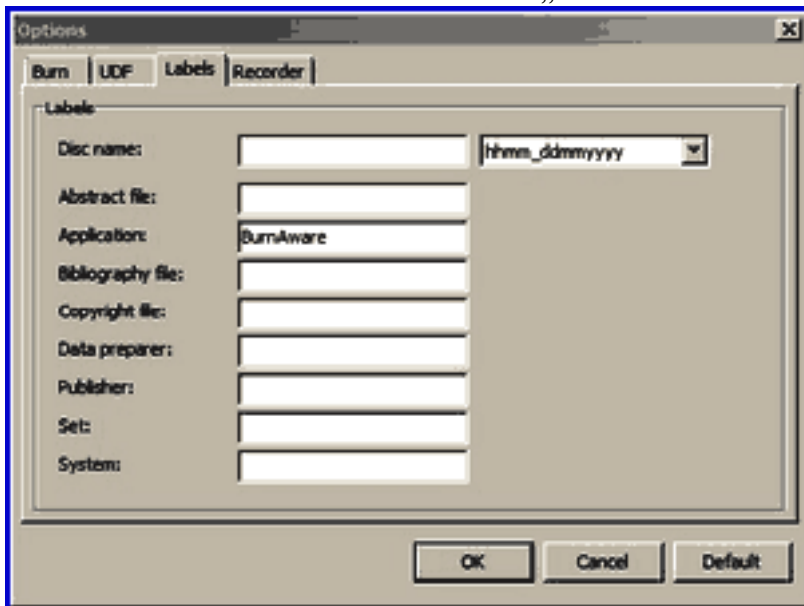 Options
Burn UDF Labels Recorder
Labels
Disc name: hhmm_ddmmyyyy
Abstract file:
Application: BurnAware
Bibliography file:
Copyright file:
Data preparer:
Publisher:
Set:
System:
OK Cancel Default